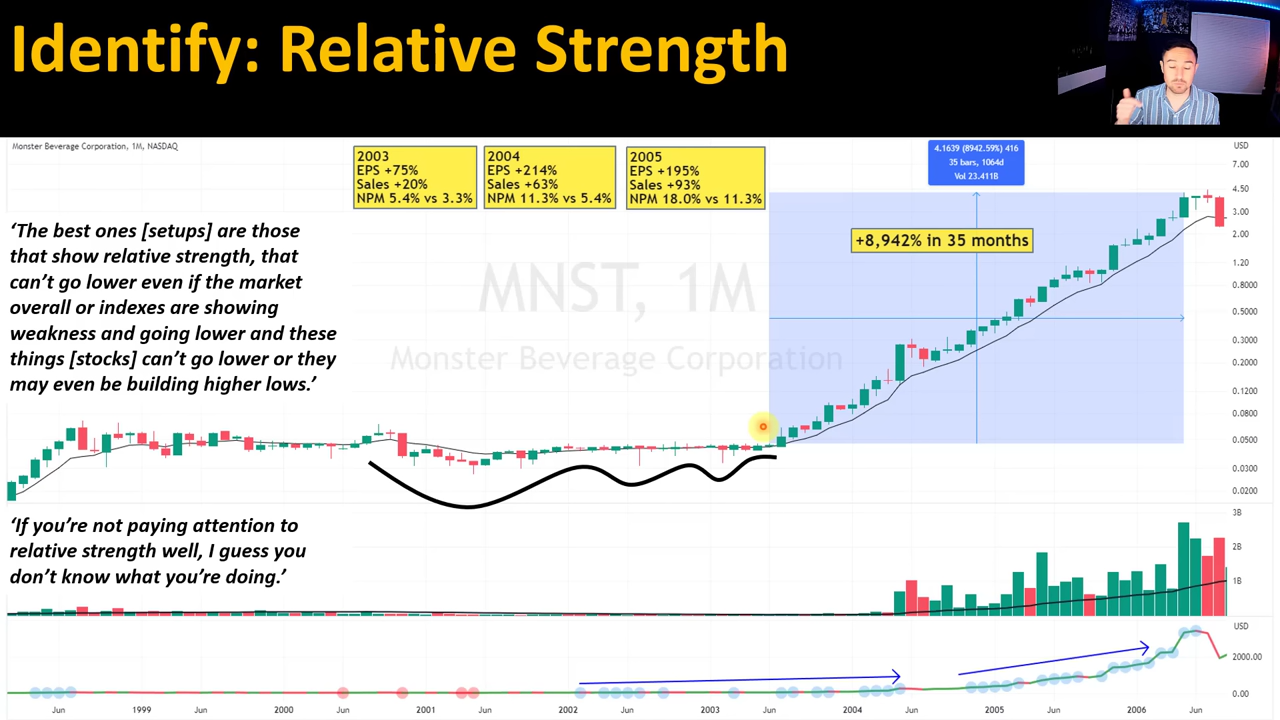 Identify: Relative Strength
Monster Beverage Corporation, 1M, NASDAQ
2003
EPS +75%
Sales +20%
NPM 5.4% vs 3.3%
2004
EPS +214%
Sales +63%
NPM 11.3% vs 5.4%
2005
EPS +195%
Sales +93%
NPM 18.0% vs 11.3%
4.1639 (8942.59%) 416
35 bars, 1064d
Vol 23.411B
+8,942% in 35 months
‘The best ones [setups] are those
that show relative strength, that
can’t go lower even if the market
overall or indexes are showing
weakness and going lower and these
things [stocks] can’t go lower or they
may even be building higher lows.’
MNST, 1M
Monster Beverage Corporation
‘If you’re not paying attention to
relative strength well, I guess you
don’t know what you’re doing.’
USD
7.00
4.50
3.00
2.00
1.20
0.8000
0.5000
0.3000
0.2000
0.1200
0.0800
0.0500
0.0300
0.0200
3B
2B
1B
USD
2000.00
0.00
Jun 1999 Jun 2000 Jun 2001 Jun 2002 Jun 2003 Jun 2004 Jun 2005 Jun 2006 Jun